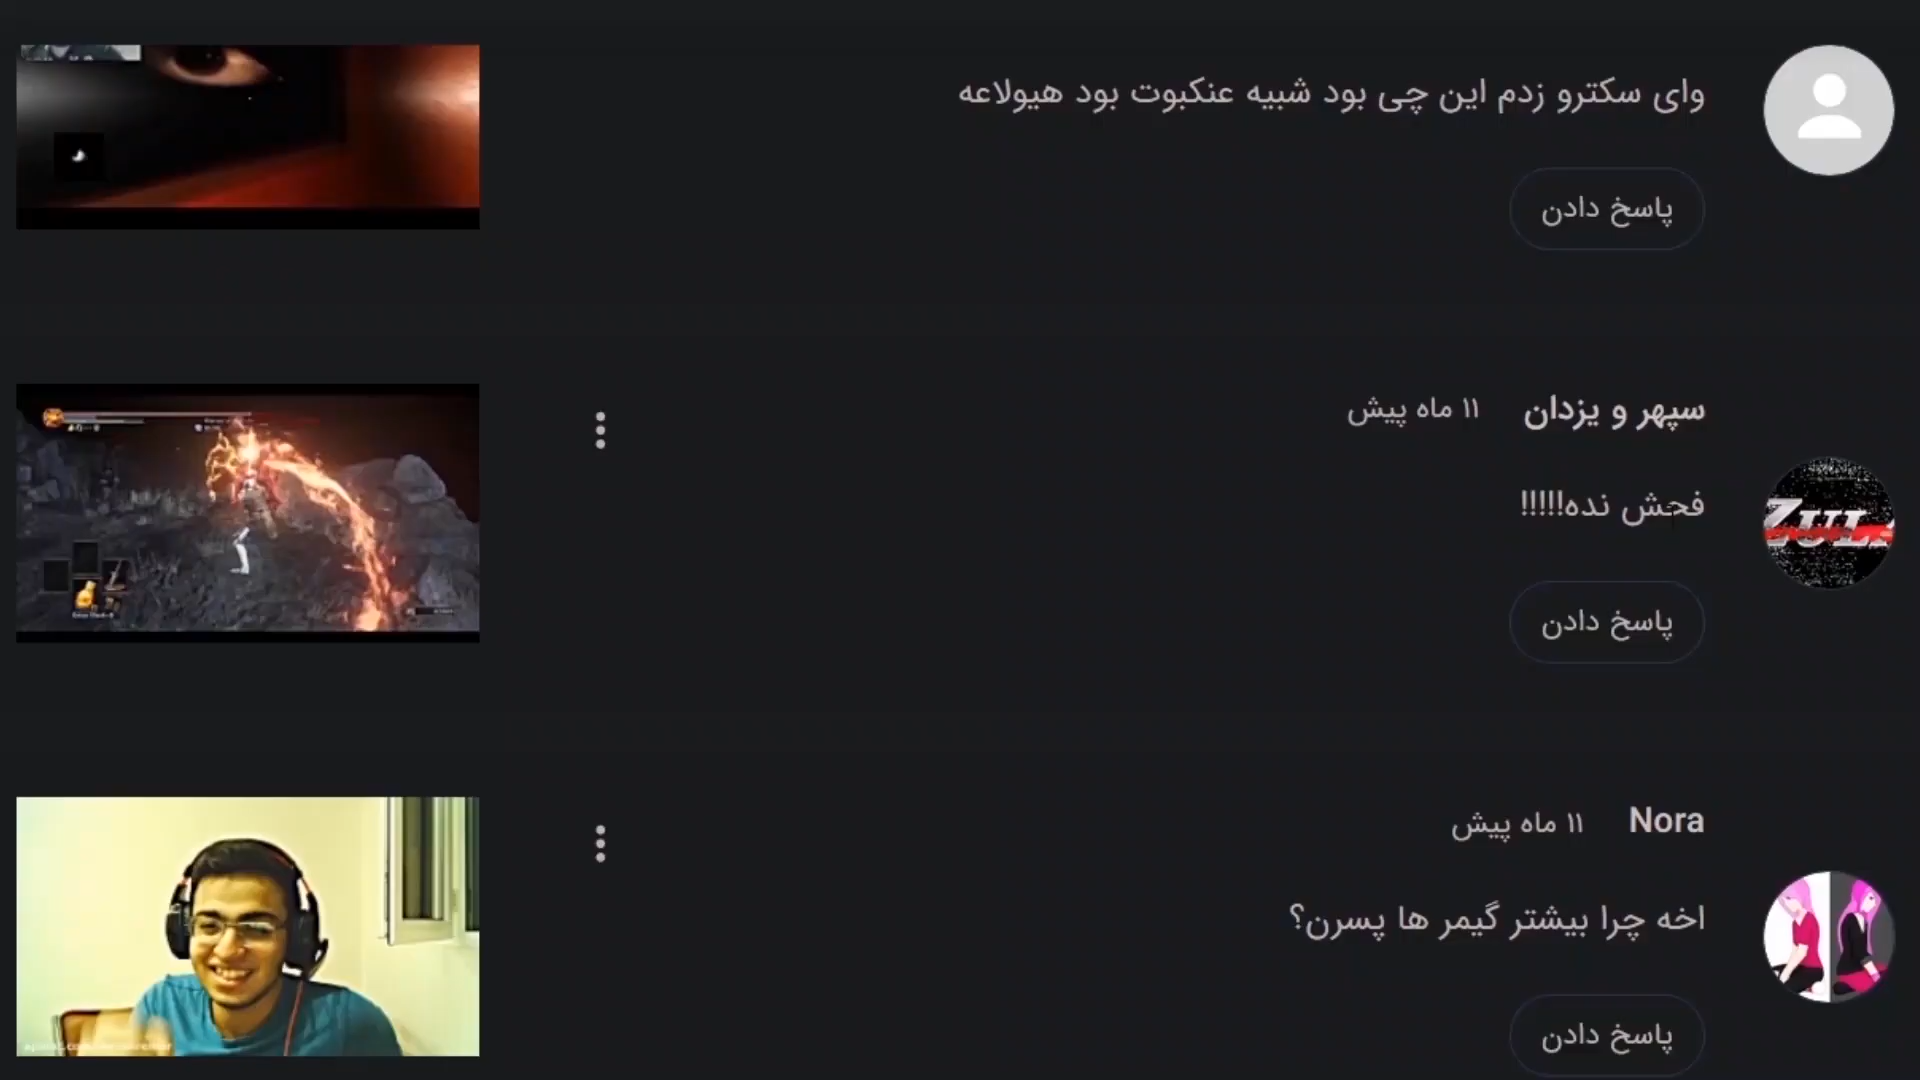 وای سکترو زدم این چی بود شبیه عنکبوت بود هیولاعه
پاسخ دادن
سپهر و یزدان ۱۱ ماه پیش
فحش نده!!!!!
پاسخ دادن
ZULA
Nora ۱۱ ماه پیش
اخه چرا بیشتر گیمر ها پسرن؟
پاسخ دادن